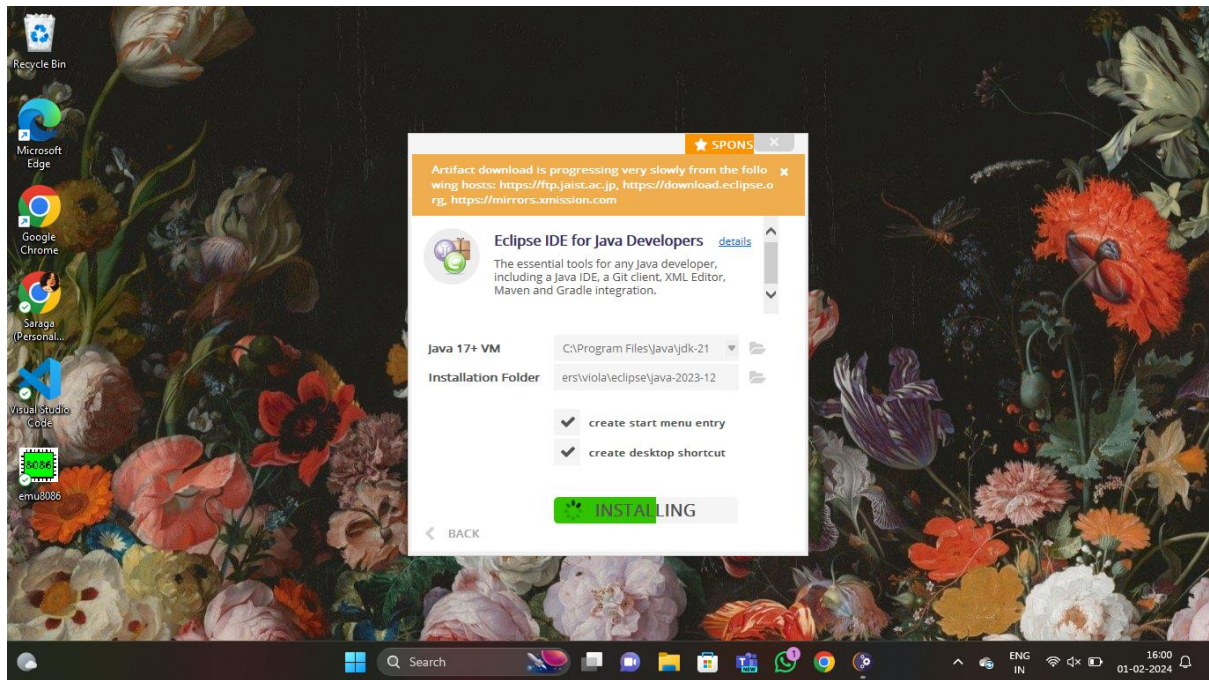 Recycle Bin
Microsoft
Edge
Google
Chrome
Saraga
(Personal...
Visual Studio
Code
8086
emu8086
SPONS
Artifact download is progressing very slowly from the follo
wing hosts: https://ftp.jaist.ac.jp, https://download.eclipse.o
rg, https://mirrors.xmission.com
Eclipse IDE for Java Developers details
The essential tools for any Java developer,
including a Java IDE, a Git client, XML Editor,
Maven and Gradle integration.
Java 17+ VM C:\Program Files\Java\jdk-21
Installation Folder ers\viola\eclipse\java-2023-12
create start menu entry
create desktop shortcut
INSTALLING
BACK
Search
NEW
1
ENG
IN
16:00
01-02-2024